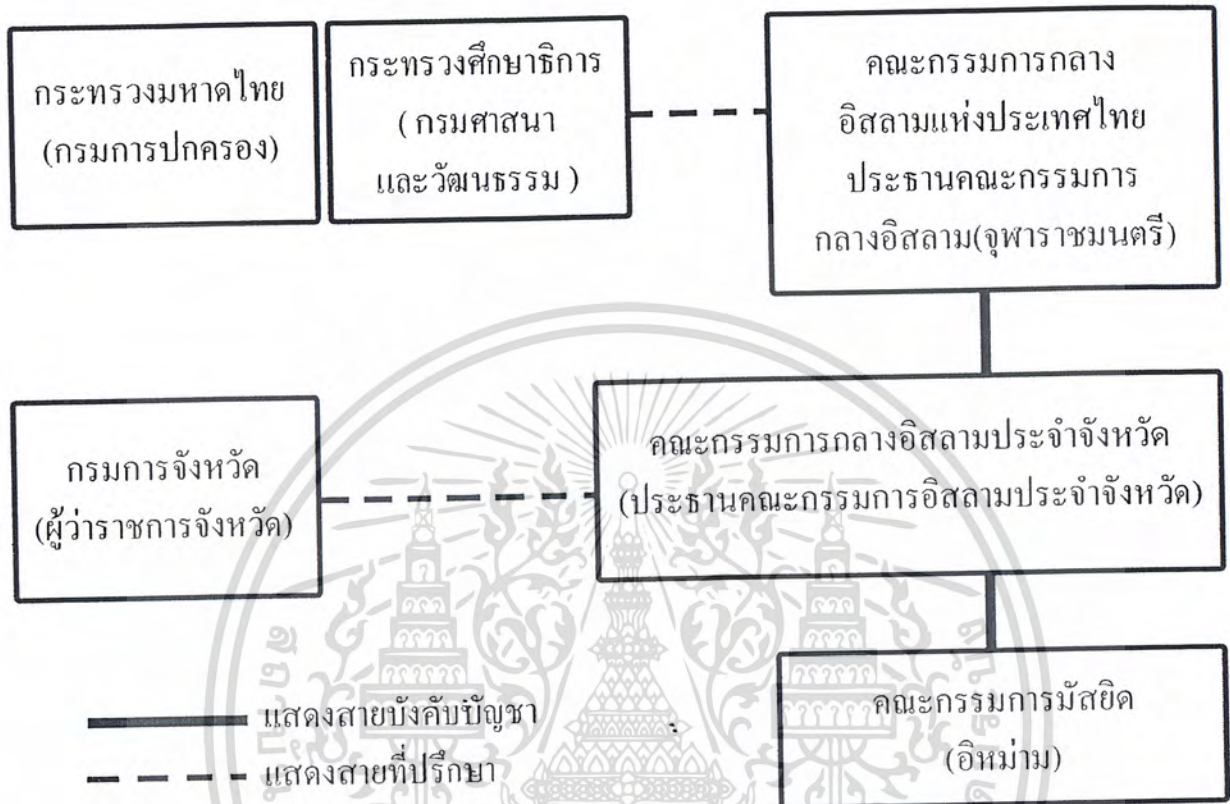 กระทรวงมหาดไทย
(กรมการปกครอง)
กระทรวงศึกษาธิการ
( กรมศาสนา
และวัฒนธรรม )
คณะกรรมการกลาง
อิสลามแห่งประเทศไทย
ประธานคณะกรรมการ
กลางอิสลาม(จุฬาราชมนตรี)
กรมการจังหวัด
(ผู้ว่าราชการจังหวัด)
คณะกรรมการกลางอิสลามประจำจังหวัด
(ประธานคณะกรรมการอิสลามประจำจังหวัด)
คณะกรรมการมัสยิด
(อิหม่าม)
แสดงสายบังคับบัญชา
แสดงสายที่ปรึกษา